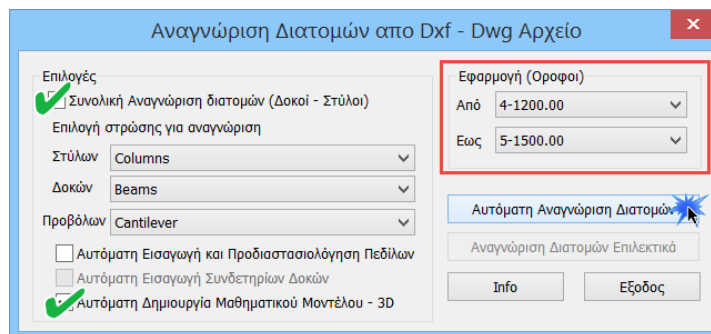 Αναγνώριση Διατομών απο Dxf - Dwg Αρχείο
Επιλογές
Συνολική Αναγνώριση διατομών (Δοκοί - Στύλοι)
Επιλογή στρώσης για αναγνώριση
Στύλων Columns
Δοκών Beams
Προβόλων Cantilever
Αυτόματη Εισαγωγή και Προδιαστασιολόγηση Πεδίλων
Αυτόματη Εισαγωγή Συνδετηρίων Δοκών
Αυτόματη Δημιουργία Μαθηματικού Μοντέλου - 3D
Εφαρμογή (Οροφοι)
Από 4-1200.00
Εως 5-1500.00
Αυτόματη Αναγνώριση Διατομών
Αναγνώριση Διατομών Επιλεκτικά
Info Εξοδος